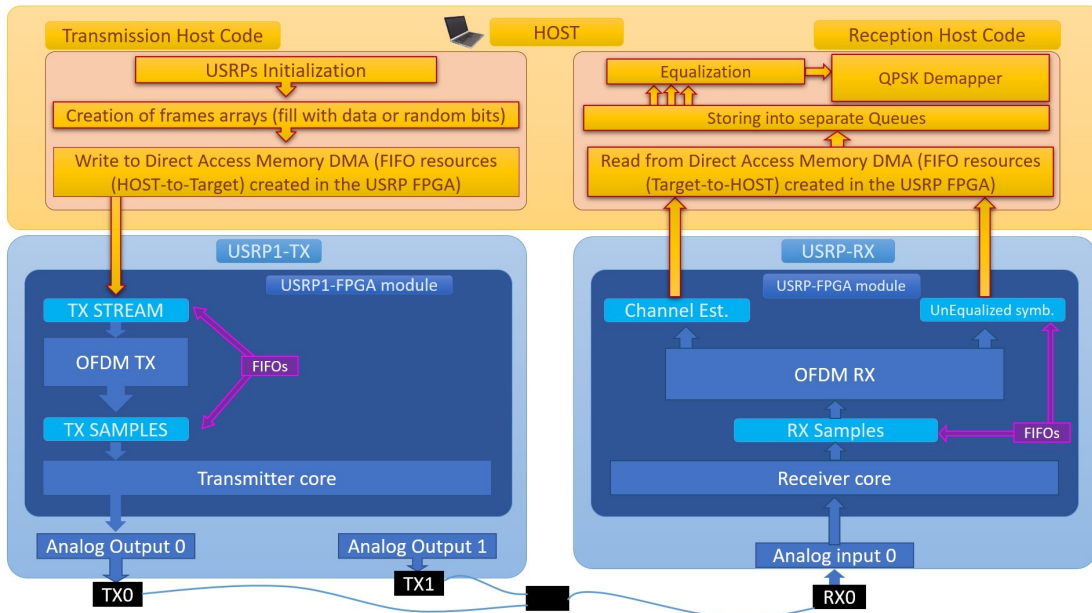 HOST
Transmission Host Code
USRPs Initialization
Creation of frames arrays (fill with data or random bits)
Write to Direct Access Memory DMA (FIFO resources
(HOST-to-Target) created in the USRP FPGA)
Reception Host Code
Equalization
QPSK Demapper
Storing into separate Queues
Read from Direct Access Memory DMA (FIFO resources
(Target-to-HOST) created in the USRP FPGA)
USRP1-TX
USRP1-FPGA module
TX STREAM
OFDM TX
FIFOs
TX SAMPLES
Transmitter core
Analog Output 0
Analog Output 1
TX0
TX1
USRP-RX
USRP-FPGA module
Channel Est.
UnEqualized symb.
OFDM RX
RX Samples
FIFOs
Receiver core
Analog input 0
RX0